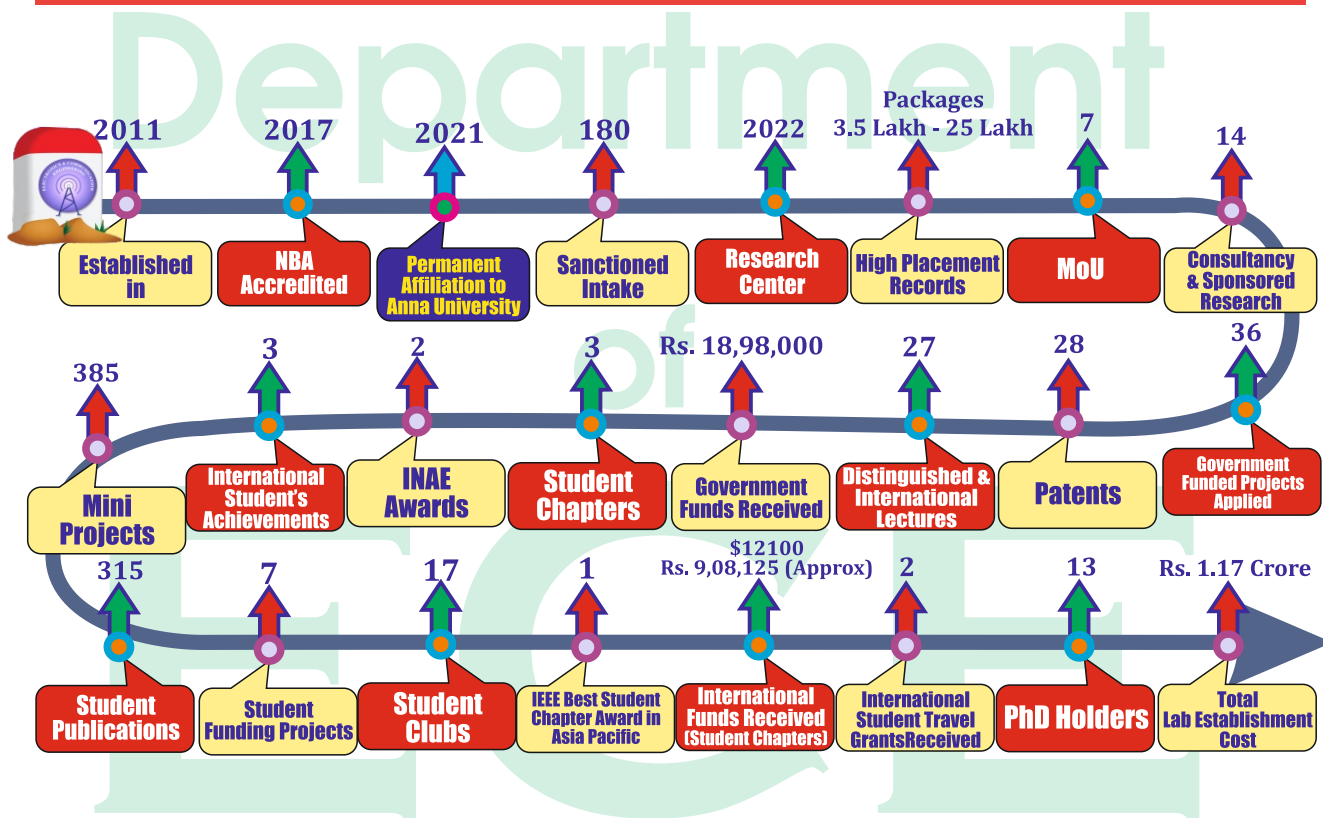 Department
of
ECE
2011
Established
in
2017
NBA
Accredited
2021
Permanent
Affiliation to
Anna University
180
Sanctioned
Intake
2022
Research
Center
Packages
3.5 Lakh - 25 Lakh
High Placement
Records
7
MoU
14
Consultancy
& Sponsored
Research
36
Government
Funded Projects
Applied
28
Patents
27
Distinguished &
International
Lectures
Rs. 18,98,000
Government
Funds Received
3
Student
Chapters
2
INAE
Awards
3
International
Student's
Achievements
385
Mini
Projects
315
Student
Publications
7
Student
Funding Projects
17
Student
Clubs
1
IEEE Best Student
Chapter Award in
Asia Pacific
$12100
Rs. 9,08,125 (Approx)
International
Funds Received
(Student Chapters)
2
International
Student Travel
GrantsReceived
13
PhD Holders
Rs. 1.17 Crore
Total
Lab Establishment
Cost